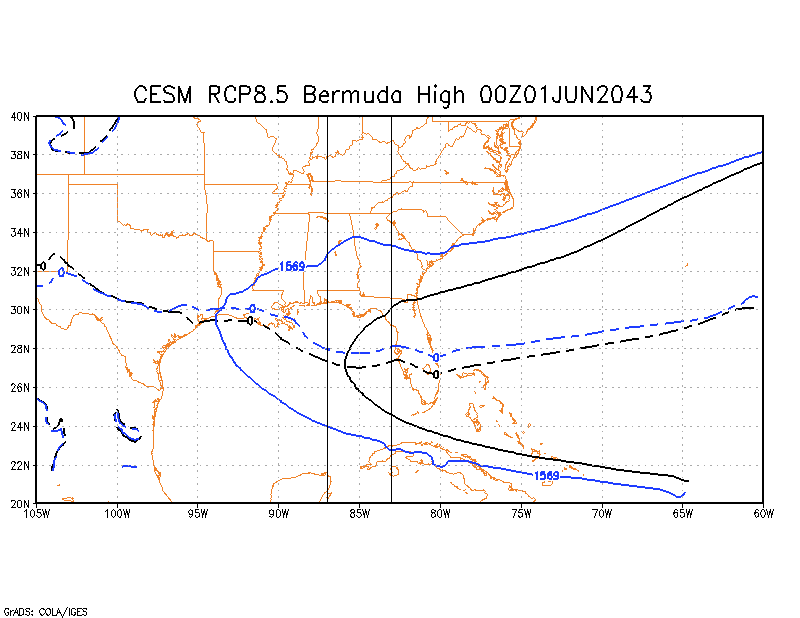 CESM RCP8.5 Bermuda High 00Z01JUN2043
40N
38N
36N
34N
32N
30N
28N
26N
24N
22N
20N
1569
0
0
0
0
0
0
1569
105W 100W 95W 90W 85W 80W 75W 70W 65W 60W
GrADS: COLA/IGES